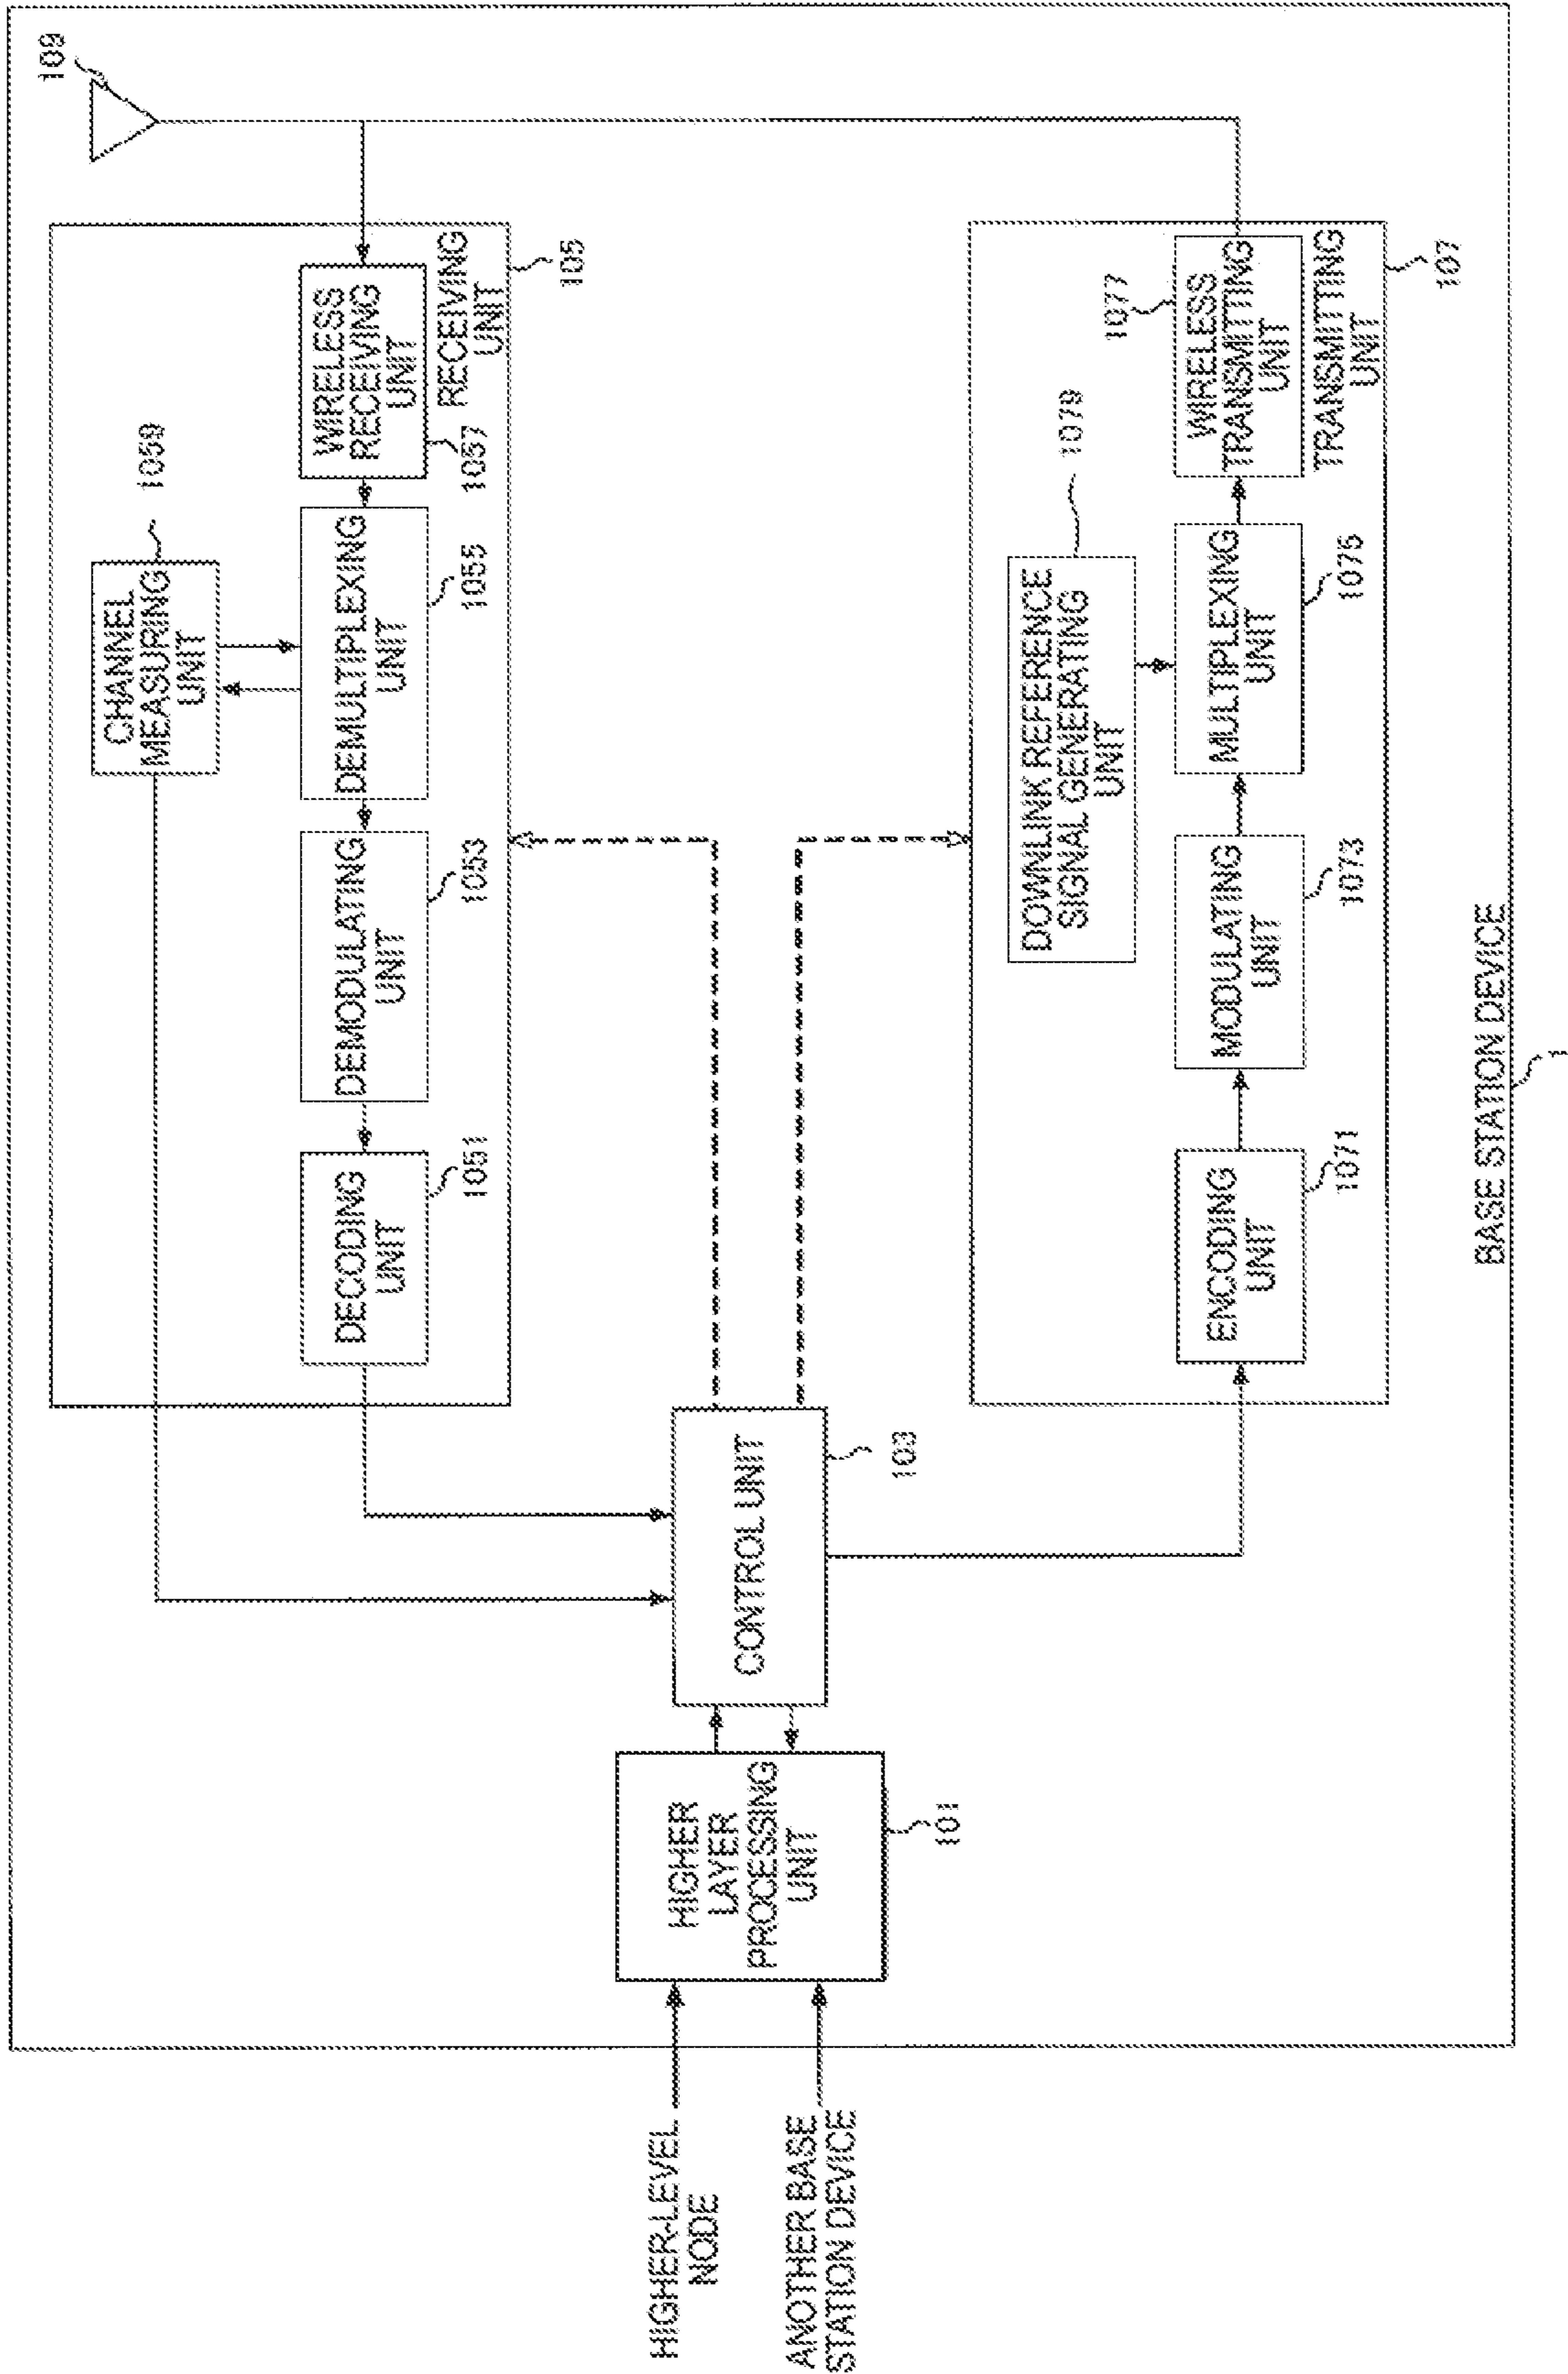 HIGHER-LEVEL
NODE
ANOTHER BASE
STATION DEVICE
HIGHER
LAYER
PROCESSING
UNIT
101
CONTROL UNIT
103
109
1059
CHANNEL
MEASURING
UNIT
DECODING
UNIT
1051
DEMODULATING
UNIT
1053
DEMULTIPLEXING
UNIT
1055
WIRELESS
RECEIVING
UNIT
1057
RECEIVING
UNIT
105
DOWNLINK REFERENCE
SIGNAL GENERATING
UNIT
1079
ENCODING
UNIT
1071
MODULATING
UNIT
1073
MULTIPLEXING
UNIT
1075
1077
WIRELESS
TRANSMITTING
UNIT
TRANSMITTING
UNIT
107
BASE STATION DEVICE
1